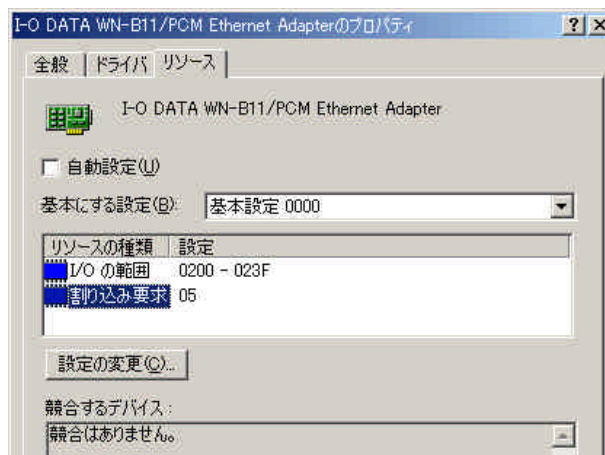 I-O DATA WN-B11/PCM Ethernet Adapterのプロパティ
全般 ドライバ リソース
I-O DATA WN-B11/PCM Ethernet Adapter
自動設定(U)
基本にする設定(B): 基本設定 0000
リソースの種類 設定
I/O の範囲 0200 - 023F
割り込み要求 05
設定の変更(C)...
競合するデバイス :
競合はありません。